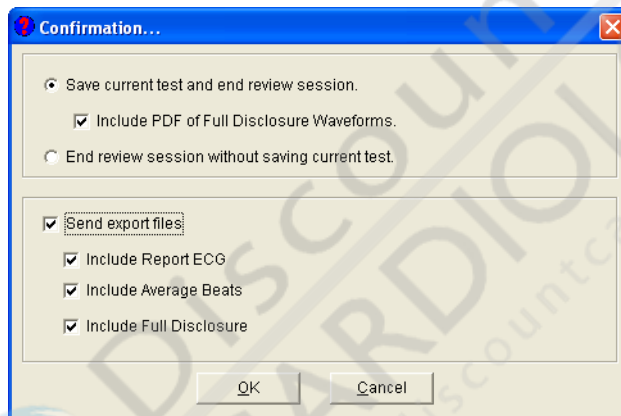 Confirmation...
Save current test and end review session.
Include PDF of Full Disclosure Waveforms.
End review session without saving current test.
Send export files
Include Report ECG
Include Average Beats
Include Full Disclosure
OK
Cancel